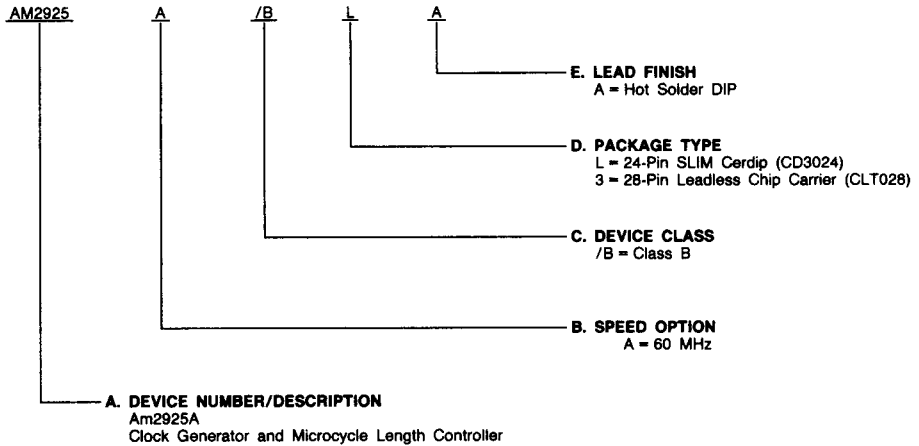 AM2925 A /B L A
E. LEAD FINISH
A = Hot Solder DIP
D. PACKAGE TYPE
L = 24-Pin SLIM Cerdip (CD3024)
3 = 28-Pin Leadless Chip Carrier (CLT028)
C. DEVICE CLASS
/B = Class B
B. SPEED OPTION
A = 60 MHz
A. DEVICE NUMBER/DESCRIPTION
Am2925A
Clock Generator and Microcycle Length Controller